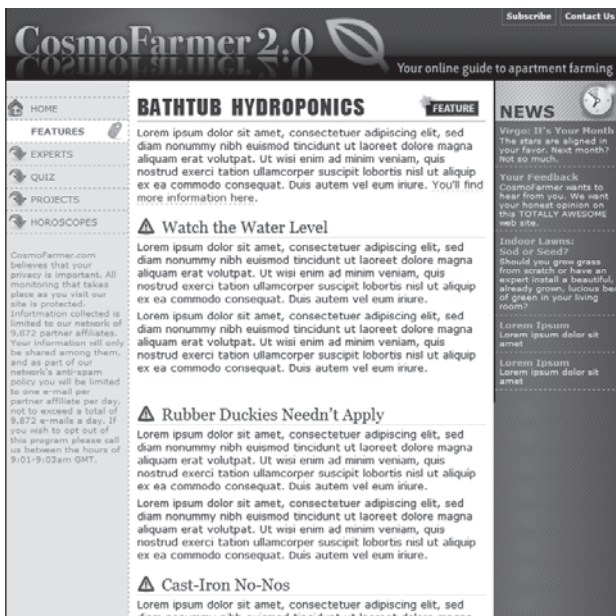 Subscribe
Contact Us
CosmoFarmer 2.0
Your online guide to apartment farming
HOME
FEATURES
EXPERTS
QUIZ
PROJECTS
HOROSCOPES
CosmoFarmer.com
believes that your
privacy is important. All
monitoring that takes
place as you visit our
site is protected.
Infortmation collected is
limited to our network of
9,872 partner affiliates.
Your information will only
be shared among them,
and as part of our
network's anti-spam
policy you will be limited
to one e-mail per
partner affiliate per day,
not to exceed a total of
9,872 e-mails a day. If
you wish to opt out of
this program please call
us between the hours of
9:01-9:03am GMT.
BATHTUB HYDROPONICS
FEATURE
Lorem ipsum dolor sit amet, consectetuer adipiscing elit, sed
diam nonummy nibh euismod tincidunt ut laoreet dolore magna
aliquam erat volutpat. Ut wisi enim ad minim veniam, quis
nostrud exerci tation ullamcorper suscipit lobortis nisl ut aliquip
ex ea commodo consequat. Duis autem vel eum iriure. You'll find
more information here.
Watch the Water Level
Lorem ipsum dolor sit amet, consectetuer adipiscing elit, sed
diam nonummy nibh euismod tincidunt ut laoreet dolore magna
aliquam erat volutpat. Ut wisi enim ad minim veniam, quis
nostrud exerci tation ullamcorper suscipit lobortis nisl ut aliquip
ex ea commodo consequat. Duis autem vel eum iriure.
Lorem ipsum dolor sit amet, consectetuer adipiscing elit, sed
diam nonummy nibh euismod tincidunt ut laoreet dolore magna
aliquam erat volutpat. Ut wisi enim ad minim veniam, quis
nostrud exerci tation ullamcorper suscipit lobortis nisl ut aliquip
ex ea commodo consequat. Duis autem vel eum iriure.
Rubber Duckies Needn't Apply
Lorem ipsum dolor sit amet, consectetuer adipiscing elit, sed
diam nonummy nibh euismod tincidunt ut laoreet dolore magna
aliquam erat volutpat. Ut wisi enim ad minim veniam, quis
nostrud exerci tation ullamcorper suscipit lobortis nisl ut aliquip
ex ea commodo consequat. Duis autem vel eum iriure.
Lorem ipsum dolor sit amet, consectetuer adipiscing elit, sed
diam nonummy nibh euismod tincidunt ut laoreet dolore magna
aliquam erat volutpat. Ut wisi enim ad minim veniam, quis
nostrud exerci tation ullamcorper suscipit lobortis nisl ut aliquip
ex ea commodo consequat. Duis autem vel eum iriure.
Cast-Iron No-Nos
Lorem ipsum dolor sit amet, consectetuer adipiscing elit, sed
NEWS
Virgo: It's Your Month
The stars are aligned in
your favor. Next month?
Not so much.
Your Feedback
CosmoFarmer wants to
hear from you. We want
your honest opinion on
this TOTALLY AWESOME
web site.
Indoor Lawns:
Sod or Seed?
Should you grow grass
from scratch or have an
expert install a beautiful,
already grown, lucious bed
of green in your living
room?
Lorem Ipsum
Lorem ipsum dolor sit
amet
Lorem Ipsum
Lorem ipsum dolor sit
amet